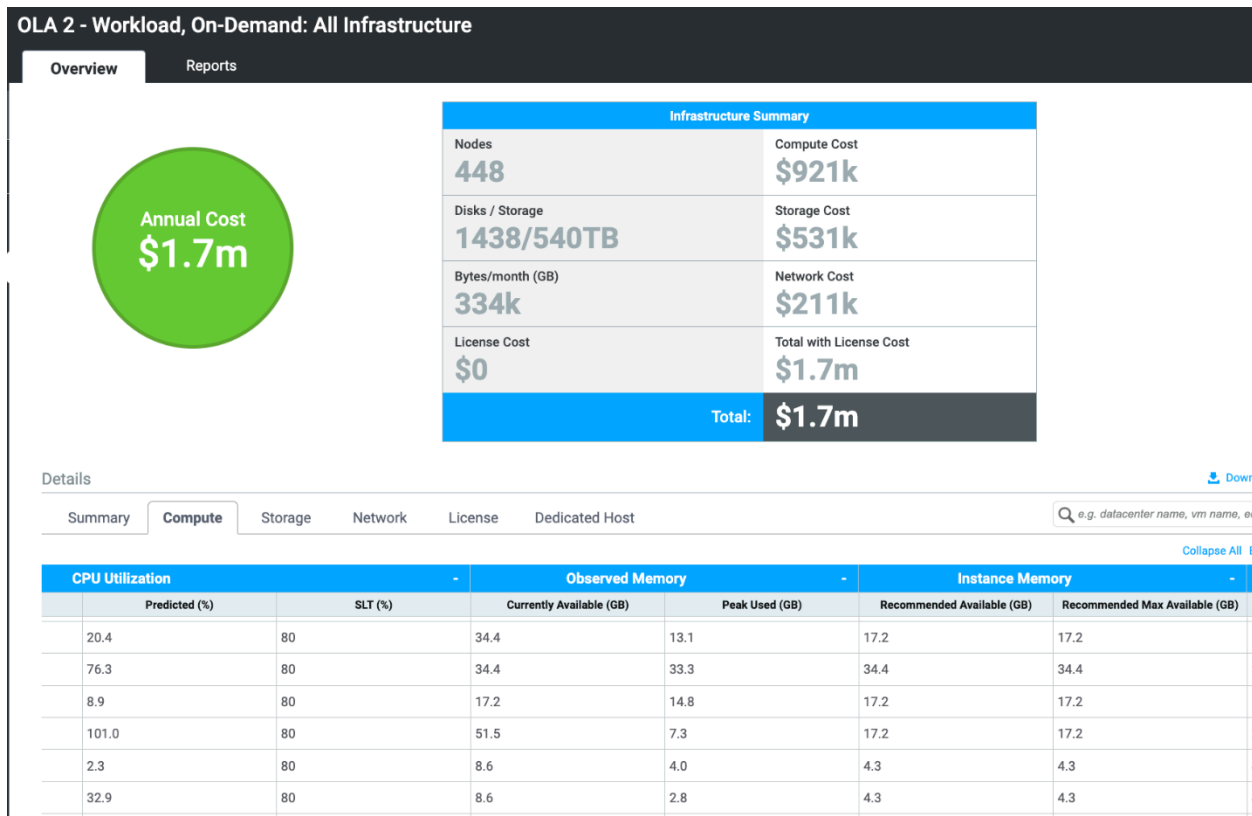 OLA 2 - Workload, On-Demand: All Infrastructure
Overview Reports
Annual Cost
$1.7m
Infrastructure Summary
Nodes Compute Cost
448 $921k
Disks / Storage Storage Cost
1438/540TB $531k
Bytes/month (GB) Network Cost
334k $211k
License Cost Total with License Cost
$0 $1.7m
Total: $1.7m
Details
Summary Compute Storage Network License Dedicated Host
e.g. datacenter name, vm name,
Collapse All
CPU Utilization - Observed Memory - Instance Memory -
Predicted (%) SLT (%) Currently Available (GB) Peak Used (GB) Recommended Available (GB) Recommended Max Available (GB)
20.4 80 34.4 13.1 17.2 17.2
76.3 80 34.4 33.3 34.4 34.4
8.9 80 17.2 14.8 17.2 17.2
101.0 80 51.5 7.3 17.2 17.2
2.3 80 8.6 4.0 4.3 4.3
32.9 80 8.6 2.8 4.3 4.3